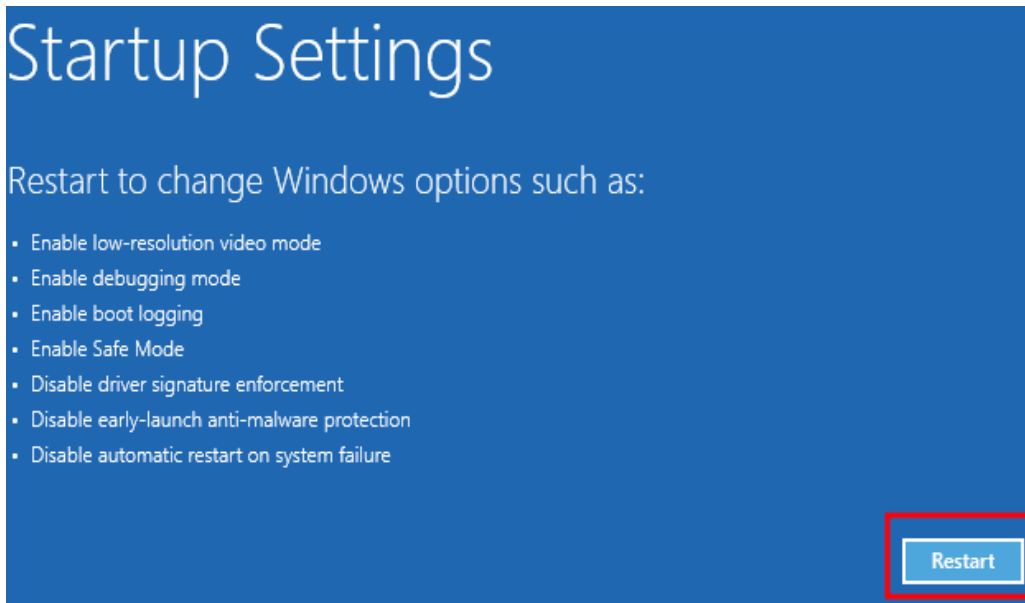 Startup Settings
Restart to change Windows options such as:
▪ Enable low-resolution video mode
▪ Enable debugging mode
▪ Enable boot logging
▪ Enable Safe Mode
▪ Disable driver signature enforcement
▪ Disable early-launch anti-malware protection
▪ Disable automatic restart on system failure
Restart